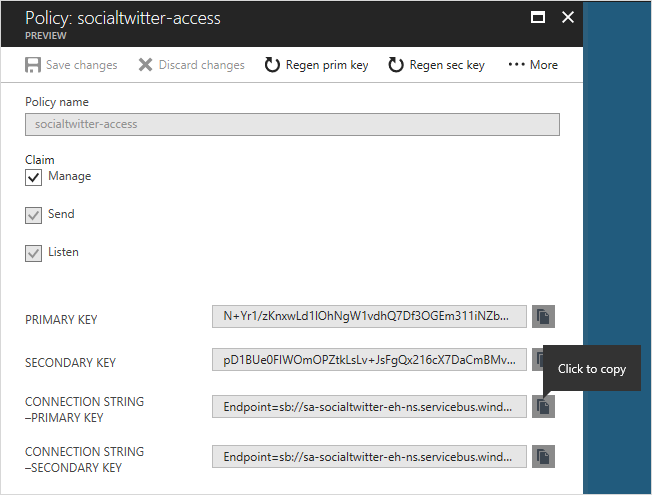 Policy: socialtwitter-access
PREVIEW
Save changes
Discard changes
Regen prim key
Regen sec key
More
Policy name
socialtwitter-access
Claim
Manage
Send
Listen
PRIMARY KEY
N+Yr1/zKnxwLd1IOhNgW1vdhQ7Df3OGEm311iNZb...
SECONDARY KEY
pD1BUe0FIWOmOPZtkLsLv+JsFgQx216cX7DaCmBMv...
Click to copy
CONNECTION STRING
–PRIMARY KEY
Endpoint=sb://sa-socialtwitter-eh-ns.servicebus.wind...
CONNECTION STRING
–SECONDARY KEY
Endpoint=sb://sa-socialtwitter-eh-ns.servicebus.wind...